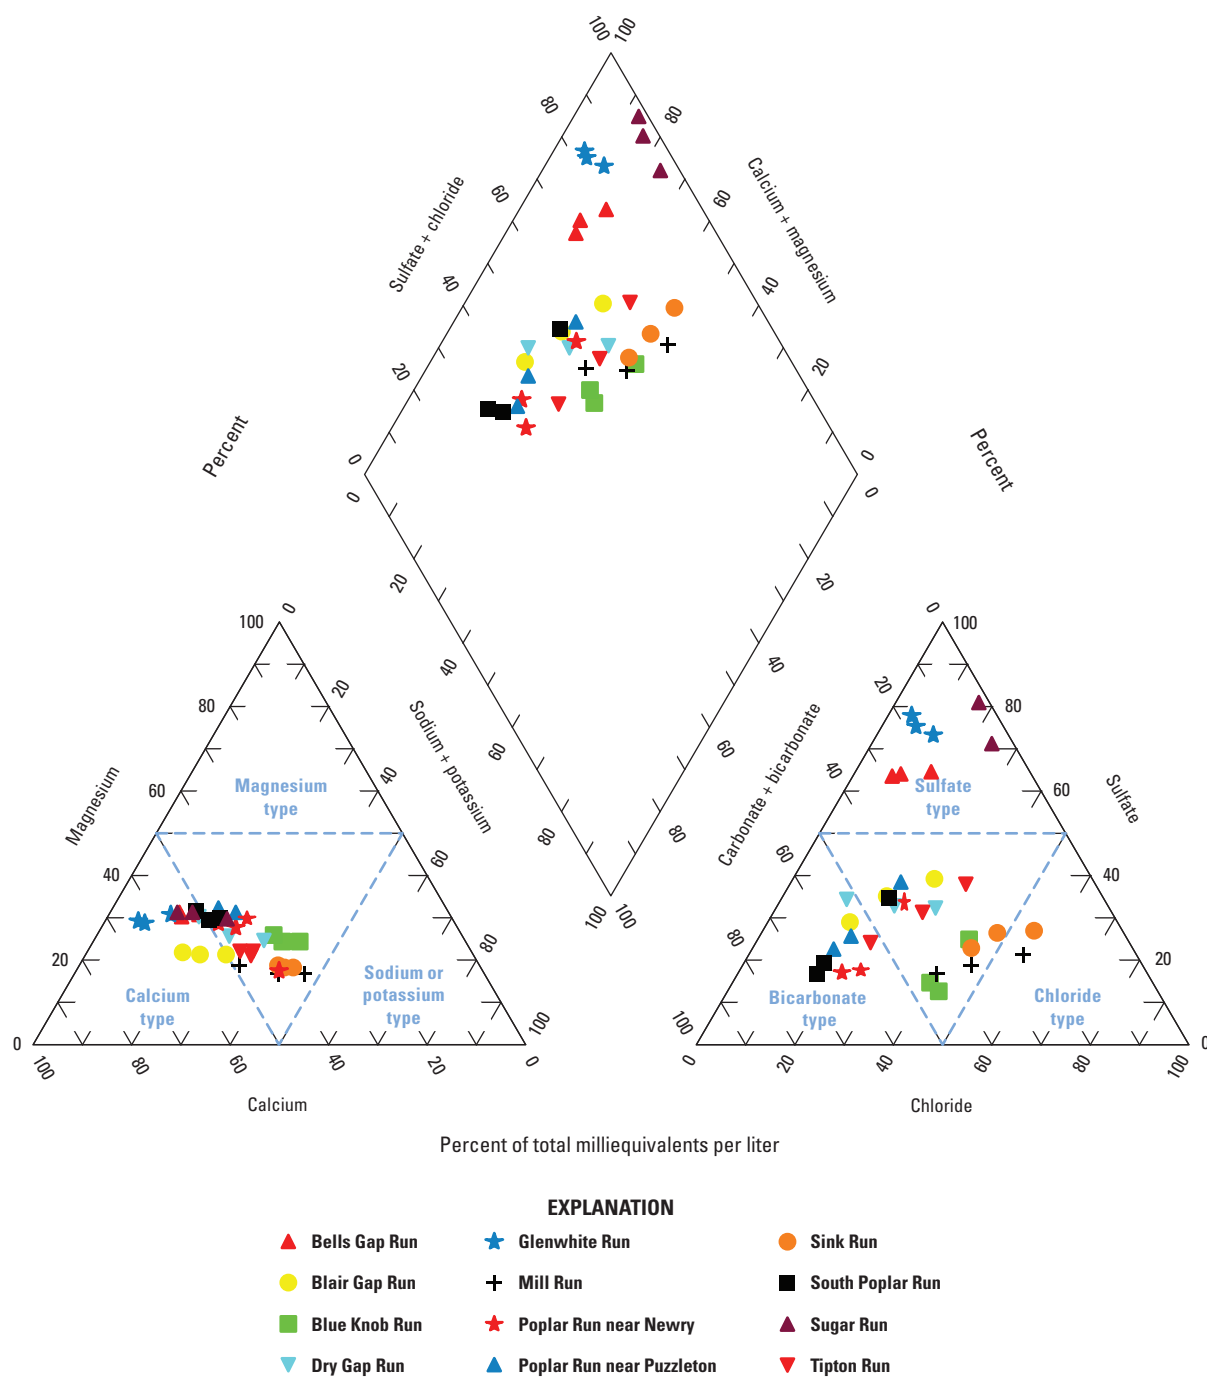 100 100
80 80
60 60
40 40
20 20
0 0
0 0
20 20
40 40
60 60
80 80
100 100
Sulfate + chloride
Calcium + magnesium
Percent
Percent
Sodium + potassium
Carbonate + bicarbonate
100 0
80 20
60 40
40 60
20 80
0 100
100 80 60 40 20 0
Magnesium
Magnesium
type
Calcium
type
Sodium or
potassium
type
Calcium
0 100
20 80
40 60
60 40
80 20
100 0
0 20 40 60 80 100
Sulfate
Sulfate
type
Bicarbonate
type
Chloride
type
Chloride
Percent of total milliequivalents per liter
EXPLANATION
Bells Gap Run
Blair Gap Run
Blue Knob Run
Dry Gap Run
Glenwhite Run
Mill Run
Poplar Run near Newry
Poplar Run near Puzzleton
Sink Run
South Poplar Run
Sugar Run
Tipton Run